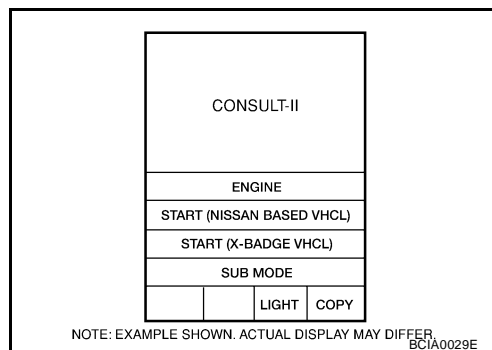 CONSULT-II
ENGINE
START (NISSAN BASED VHCL)
START (X-BADGE VHCL)
SUB MODE
LIGHT COPY
NOTE: EXAMPLE SHOWN. ACTUAL DISPLAY MAY DIFFER.
BCIA0029E